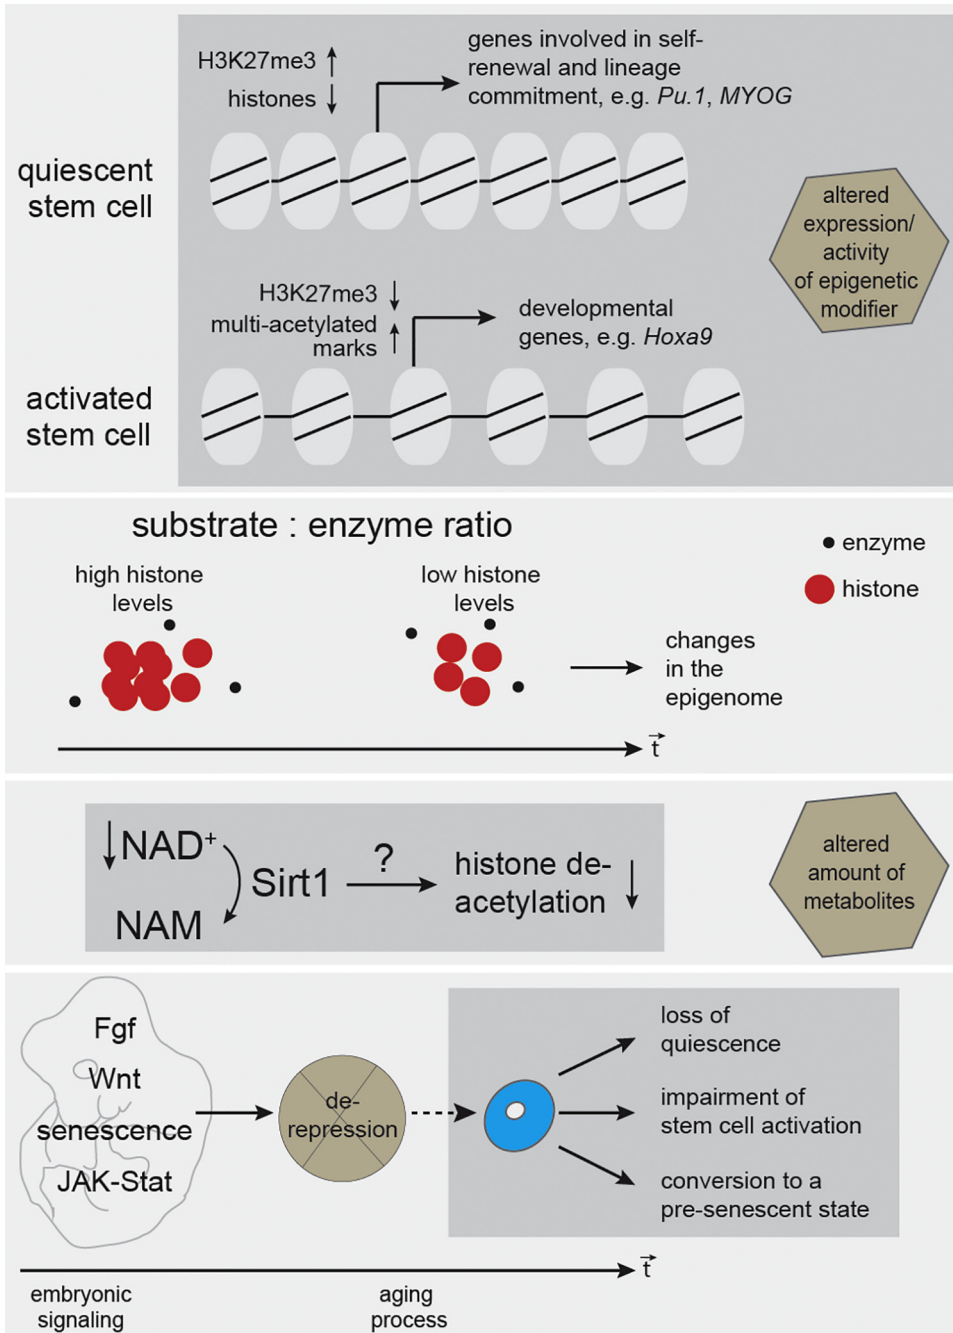 H3K27me3 ↑
histones ↓
genes involved in self-
renewal and lineage
commitment, e.g. Pu.1, MYOG
quiescent
stem cell
altered
expression/
activity
of epigenetic
modifier
H3K27me3 ↓
multi-acetylated
marks ↑
developmental
genes, e.g. Hoxa9
activated
stem cell
substrate : enzyme ratio
enzyme
histone
high histone
levels
low histone
levels
changes
in the
epigenome
t
↓NAD+
NAM
Sirt1
?
histone de-
acetylation ↓
altered
amount of
metabolites
Fgf
Wnt
senescence
JAK-Stat
de-
repression
loss of
quiescence
impairment of
stem cell activation
conversion to a
pre-senescent state
t
embryonic
signaling
aging
process